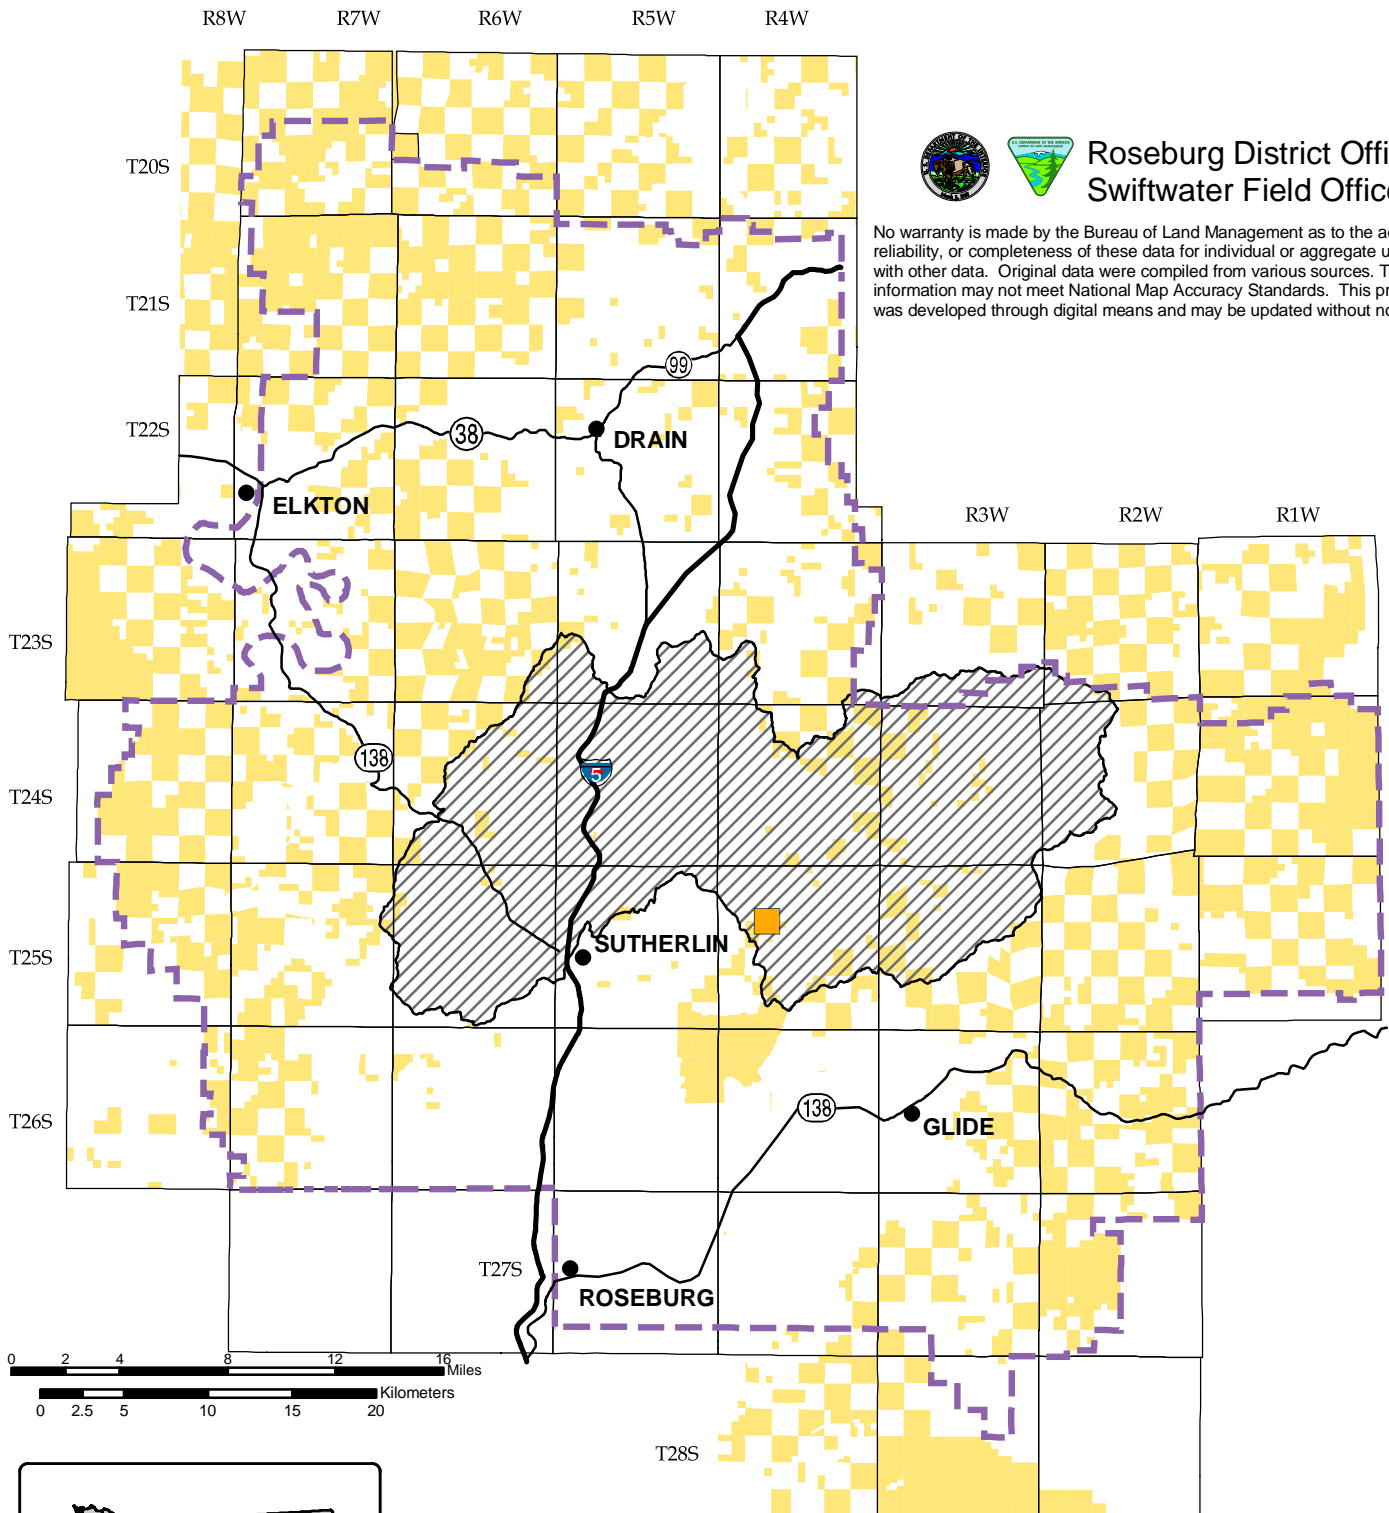 R8W R7W R6W R5W R4W
Roseburg District Offi
Swiftwater Field Office
No warranty is made by the Bureau of Land Management as to the a
reliability, or completeness of these data for individual or aggregate u
with other data. Original data were compiled from various sources. T
information may not meet National Map Accuracy Standards. This pr
was developed through digital means and may be updated without no
T20S
T21S
99
T22S
38
DRAIN
ELKTON
R3W R2W R1W
T23S
138
5
T24S
SUTHERLIN
T25S
138
T26S
GLIDE
T27S
ROSEBURG
0 2 4 8 12 16
Miles
Kilometers
0 2.5 5 10 15 20
T28S